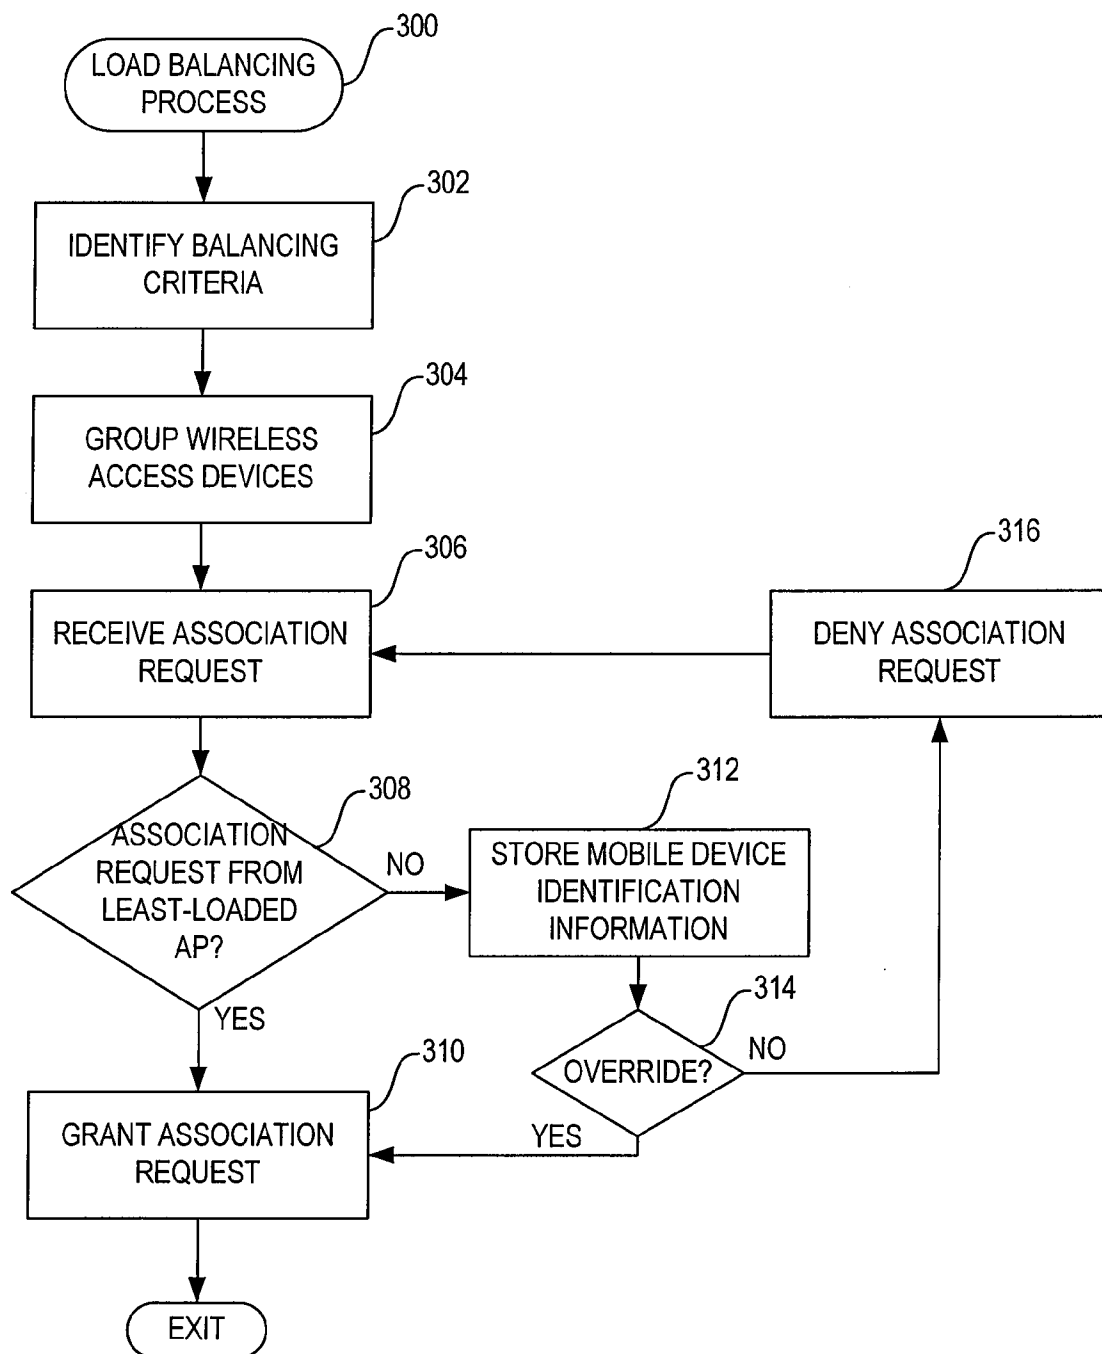 300
LOAD BALANCING
PROCESS
302
IDENTIFY BALANCING
CRITERIA
304
GROUP WIRELESS
ACCESS DEVICES
306
RECEIVE ASSOCIATION
REQUEST
316
DENY ASSOCIATION
REQUEST
308
ASSOCIATION
REQUEST FROM
LEAST-LOADED
AP?
NO
312
STORE MOBILE DEVICE
IDENTIFICATION
INFORMATION
YES
314
OVERRIDE?
NO
YES
310
GRANT ASSOCIATION
REQUEST
EXIT